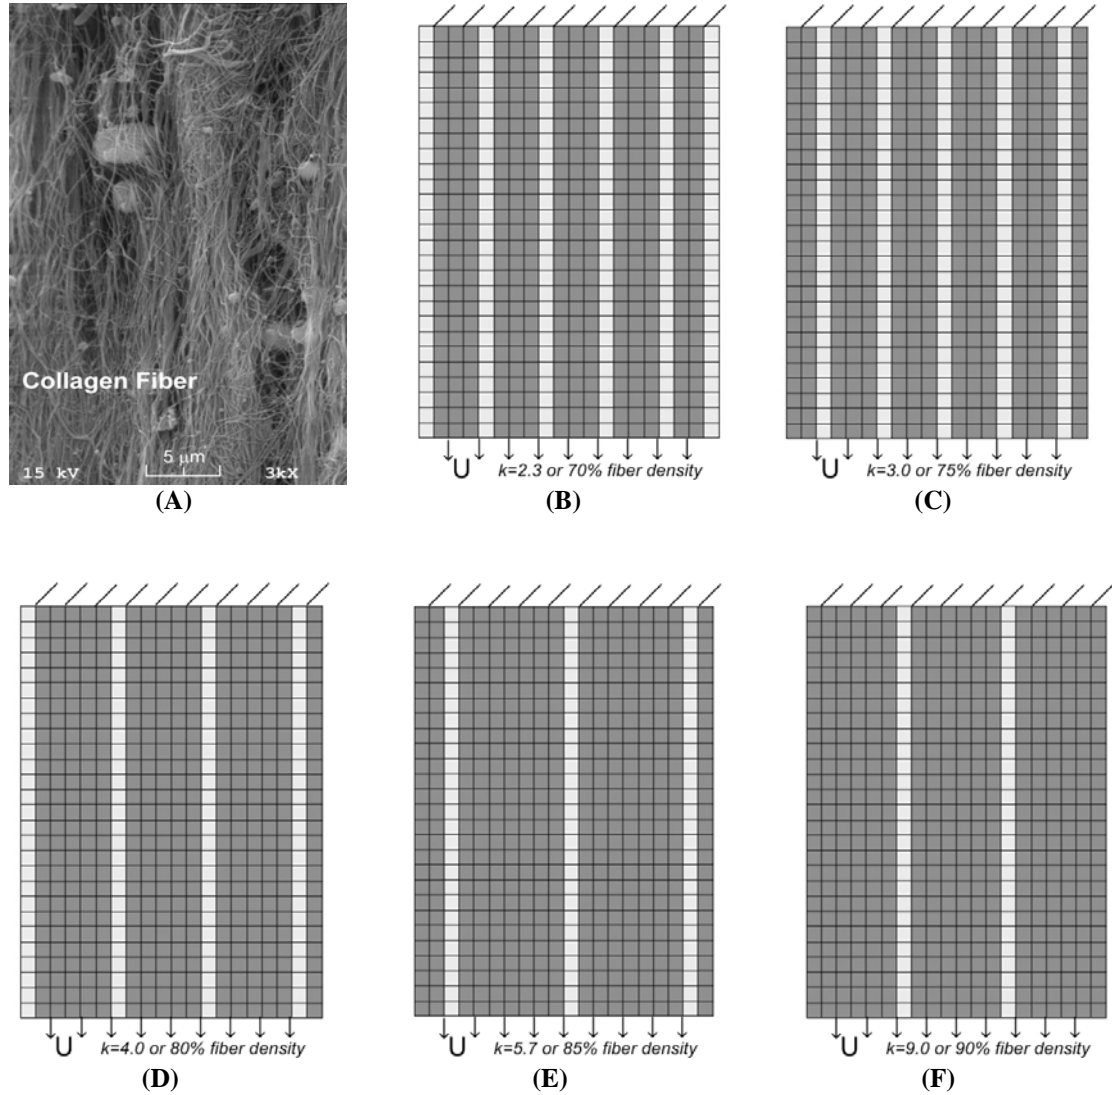 Collagen Fiber
15 kV 5 µm 3kX
(A)
U k=2.3 or 70% fiber density
(B)
U k=3.0 or 75% fiber density
(C)
U k=4.0 or 80% fiber density
(D)
U k=5.7 or 85% fiber density
(E)
U k=9.0 or 90% fiber density
(F)